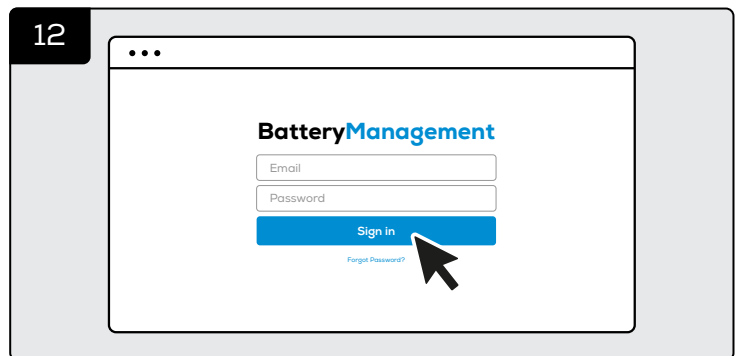 12
BatteryManagement
Email
Password
Sign in
Forgot Password?